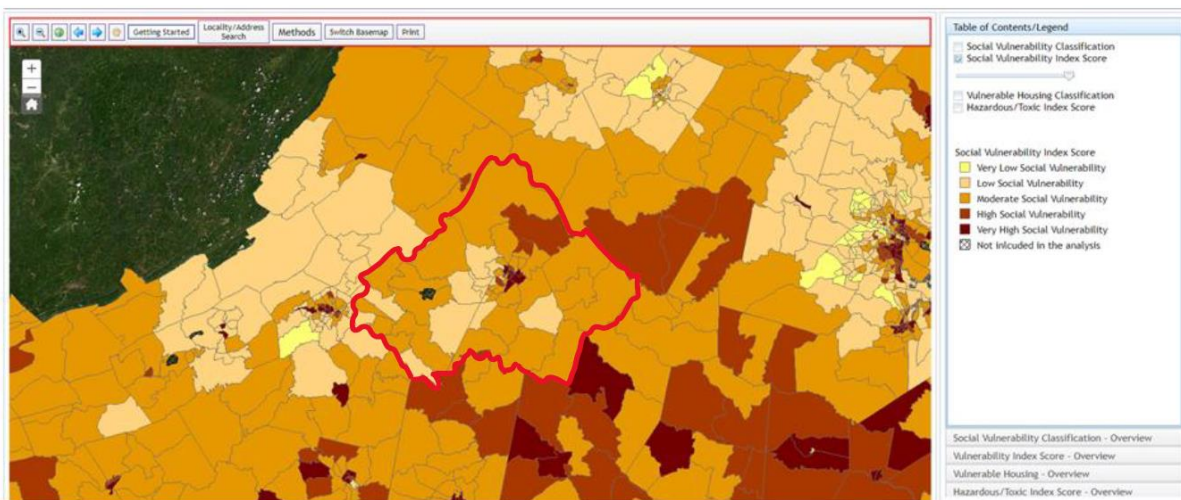 Getting Started
Locality/Address
Search
Methods
Switch Basemap
Print
+
−
Table of Contents/Legend
Social Vulnerability Classification
Social Vulnerability Index Score
Vulnerable Housing Classification
Hazardous/Toxic Index Score
Social Vulnerability Index Score
Very Low Social Vulnerability
Low Social Vulnerability
Moderate Social Vulnerability
High Social Vulnerability
Very High Social Vulnerability
Not inlcuded in the analysis
Social Vulnerability Classification - Overview
Vulnerability Index Score - Overview
Vulnerable Housing - Overview
Hazardous/Toxic Index Score - Overview